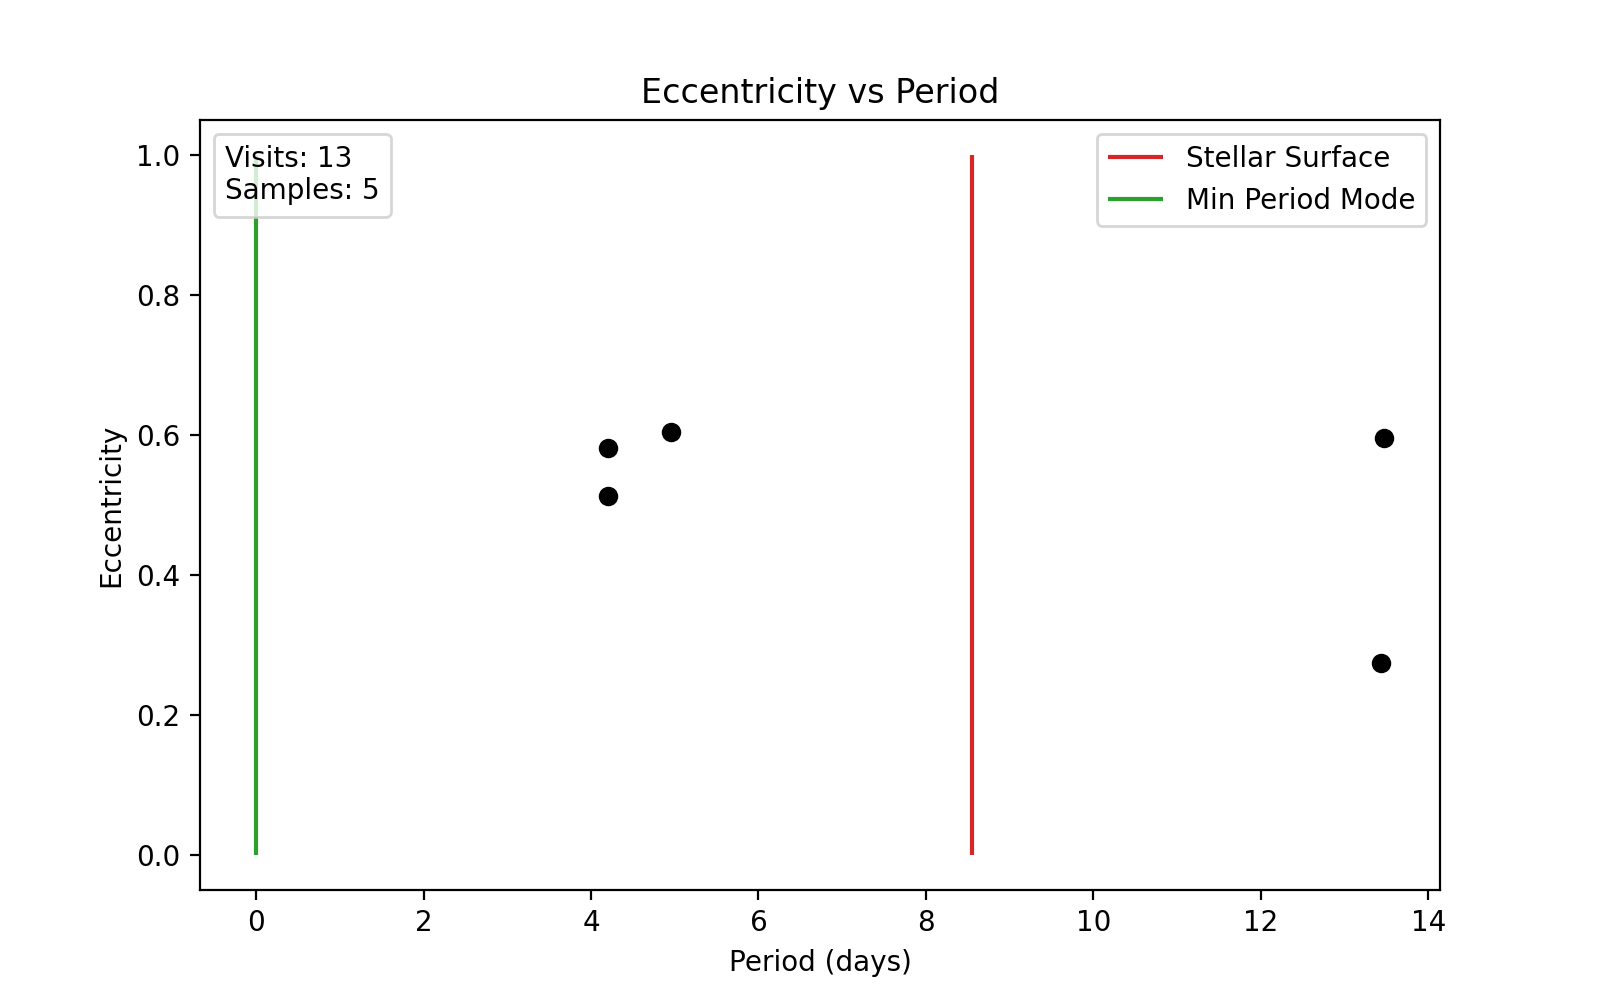 Eccentricity vs Period
Visits: 13
Samples: 5
Stellar Surface
Min Period Mode
1.0
0.8
0.6
0.4
0.2
0.0
Eccentricity
0 2 4 6 8 10 12 14
Period (days)